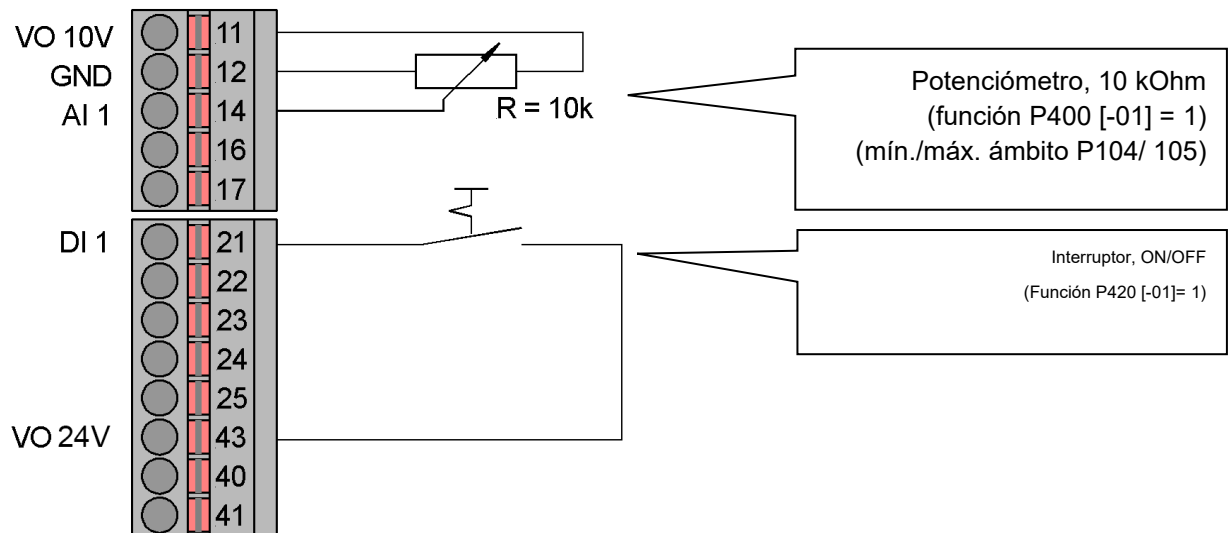 VO 10V 11
GND 12
AI 1 14
R = 10k
16
17
Potenciómetro, 10 kOhm
(función P400 [-01] = 1)
(mín./máx. ámbito P104/ 105)
DI 1 21
22
23
24
25
VO 24V 43
40
41
Interruptor, ON/OFF
(Función P420 [-01]= 1)